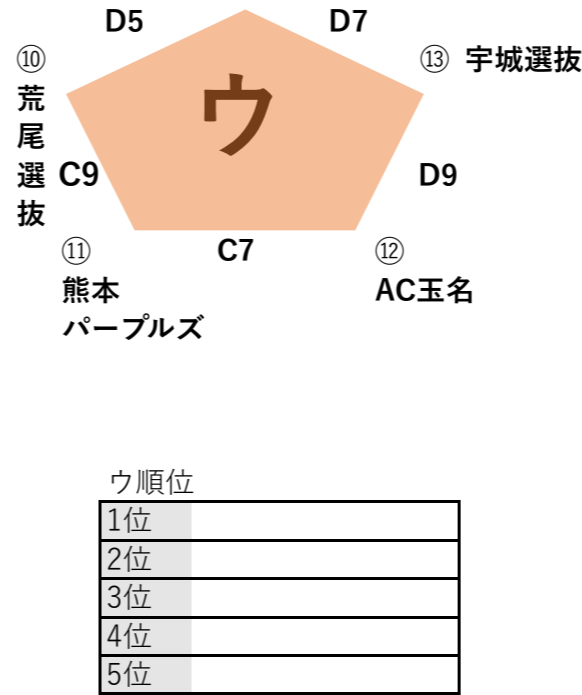 D5
D7
⑩
荒尾選抜
⑬ 宇城選抜
ウ
C9
D9
⑪
熊本
パープルズ
C7
⑫
AC玉名
ウ順位
1位
2位
3位
4位
5位